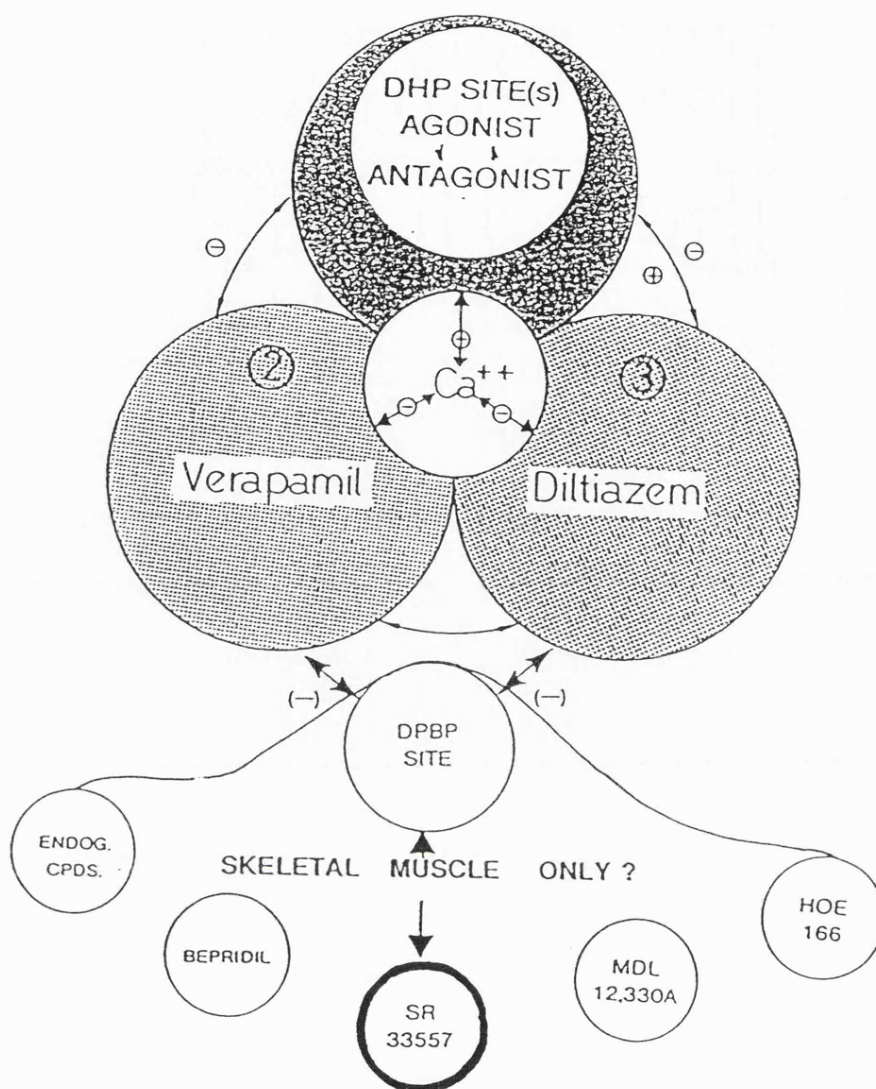 DHP SITE(s)
AGONIST
ANTAGONIST
⊖
⊖
⊕
②
③
⊕
Ca++
⊖
⊖
Verapamil
Diltiazem
(—)
(—)
DPBP
SITE
ENDOG.
CPDS.
SKELETAL MUSCLE ONLY ?
HOE
166
BEPRIDIL
MDL
12,330A
SR
33557